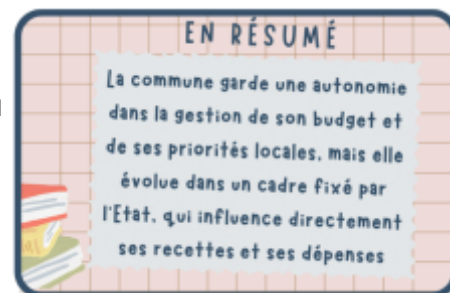 EN RÉSUMÉ
La commune garde une autonomie
dans la gestion de son budget et
de ses priorités locales, mais elle
évolue dans un cadre fixé par
l'Etat, qui influence directement
ses recettes et ses dépenses